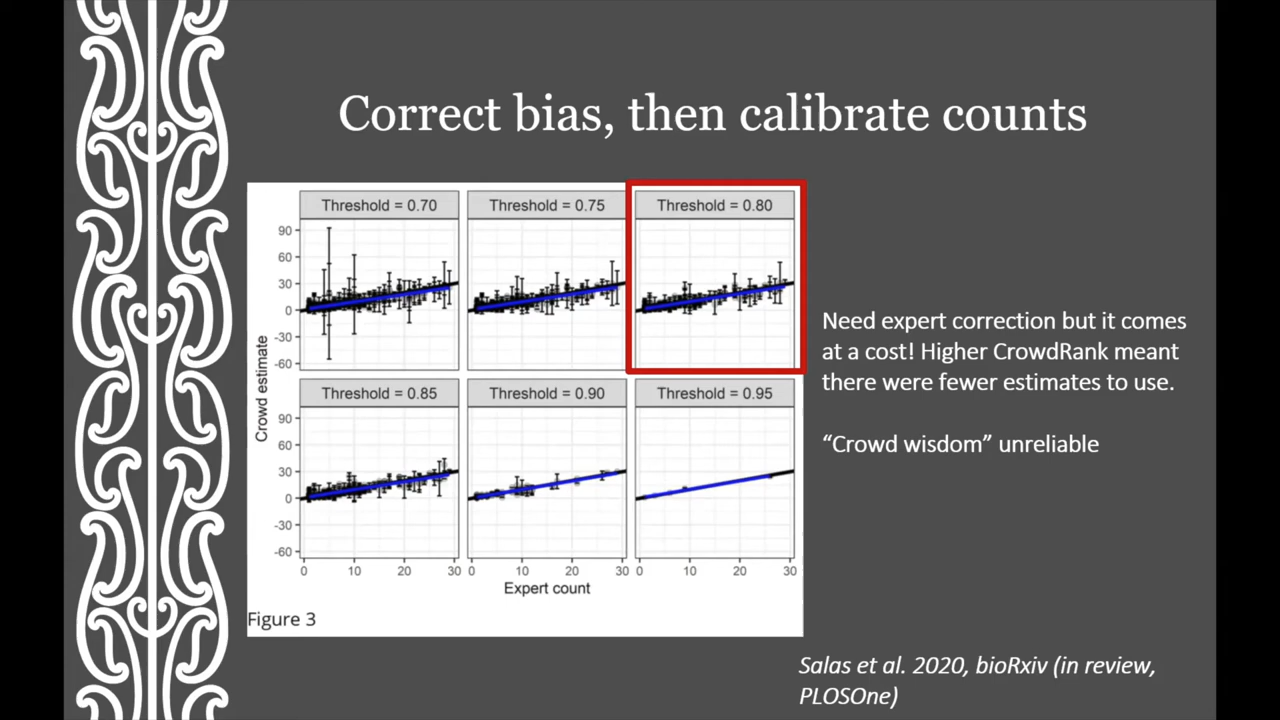 Correct bias, then calibrate counts
Threshold = 0.70
Threshold = 0.75
Threshold = 0.80
90
60
30
0
-30
-60
Threshold = 0.85
Threshold = 0.90
Threshold = 0.95
90
60
30
0
-30
-60
0 10 20 30
0 10 20 30
0 10 20 30
Crowd estimate
Expert count
Figure 3
Need expert correction but it comes
at a cost! Higher CrowdRank meant
there were fewer estimates to use.
“Crowd wisdom” unreliable
Salas et al. 2020, bioRxiv (in review,
PLOSOne)